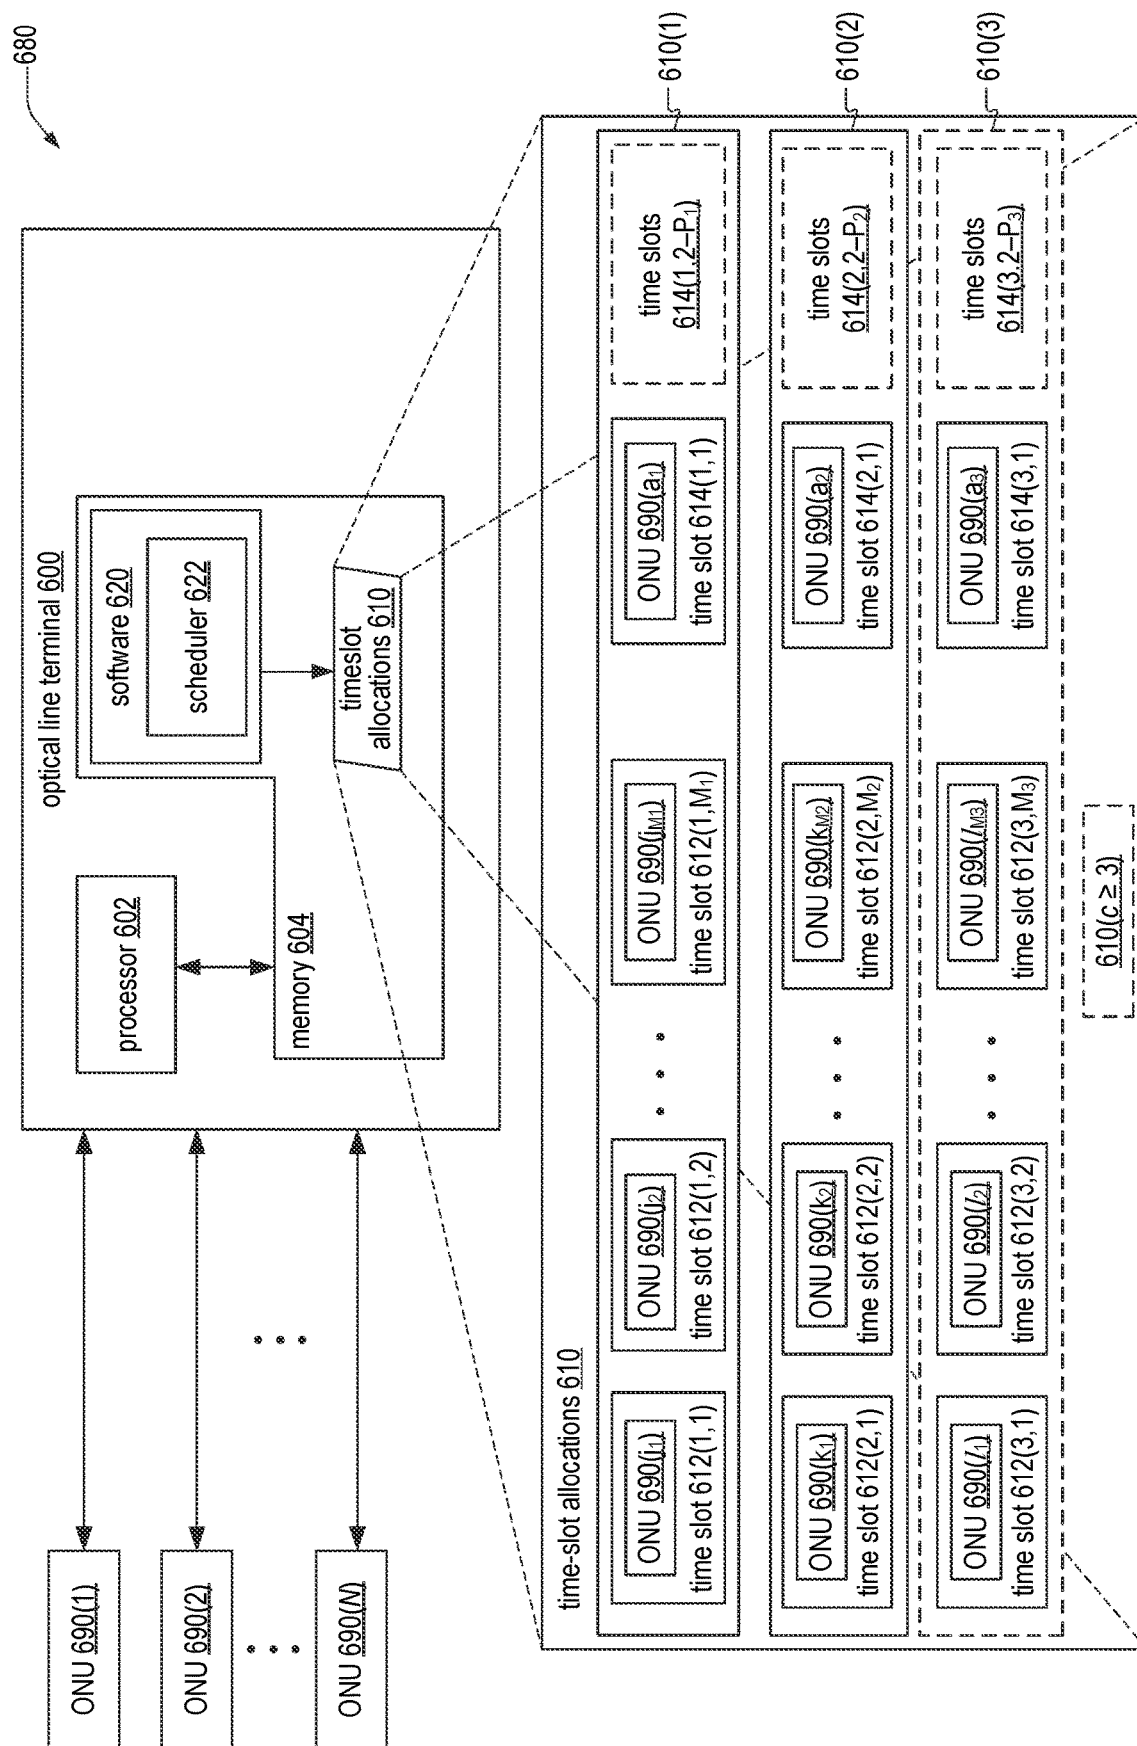 680
ONU 690(1)
ONU 690(2)
ONU 690(N)
optical line terminal 600
processor 602
memory 604
software 620
scheduler 622
timeslot
allocations 610
time-slot allocations 610
ONU 690(j₁)
time slot 612(1,1)
ONU 690(j₂)
time slot 612(1,2)
ONU 690(j_M1)
time slot 612(1,M₁)
ONU 690(a₁)
time slot 614(1,1)
time slots
614(1,2–P₁)
610(1)
ONU 690(k₁)
time slot 612(2,1)
ONU 690(k₂)
time slot 612(2,2)
ONU 690(k_M2)
time slot 612(2,M₂)
ONU 690(a₂)
time slot 614(2,1)
time slots
614(2,2–P₂)
610(2)
ONU 690(l₁)
time slot 612(3,1)
ONU 690(l₂)
time slot 612(3,2)
ONU 690(l_M3)
time slot 612(3,M₃)
ONU 690(a₃)
time slot 614(3,1)
time slots
614(3,2–P₃)
610(3)
610(c ≥ 3)